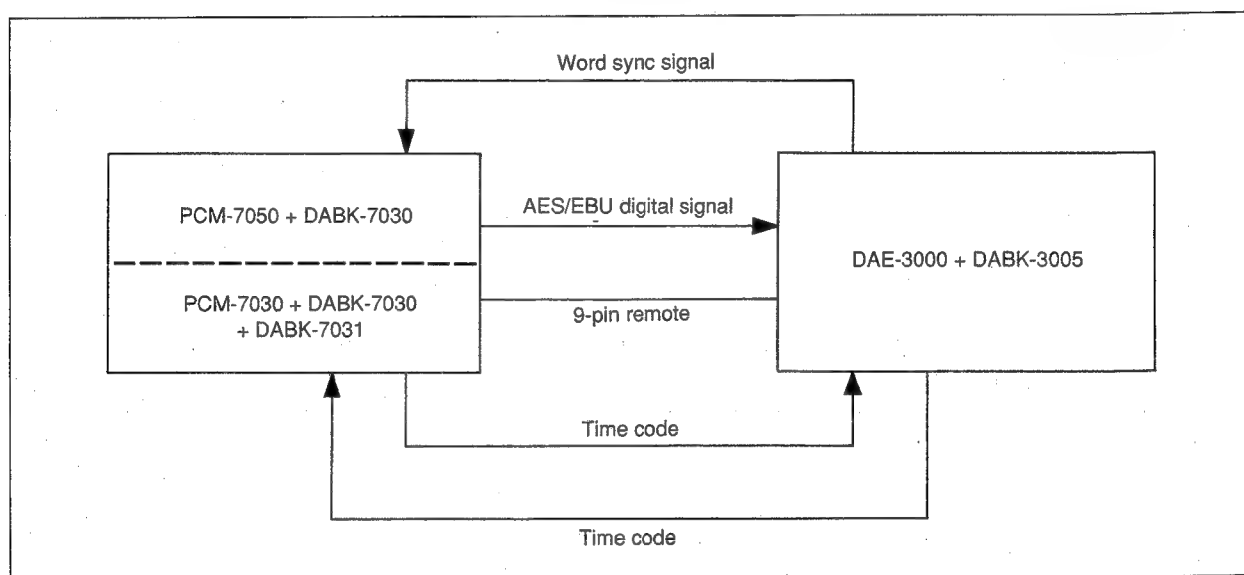 Word sync signal
PCM-7050 + DABK-7030
AES/EBU digital signal
DAE-3000 + DABK-3005
PCM-7030 + DABK-7030
+ DABK-7031
9-pin remote
Time code
Time code